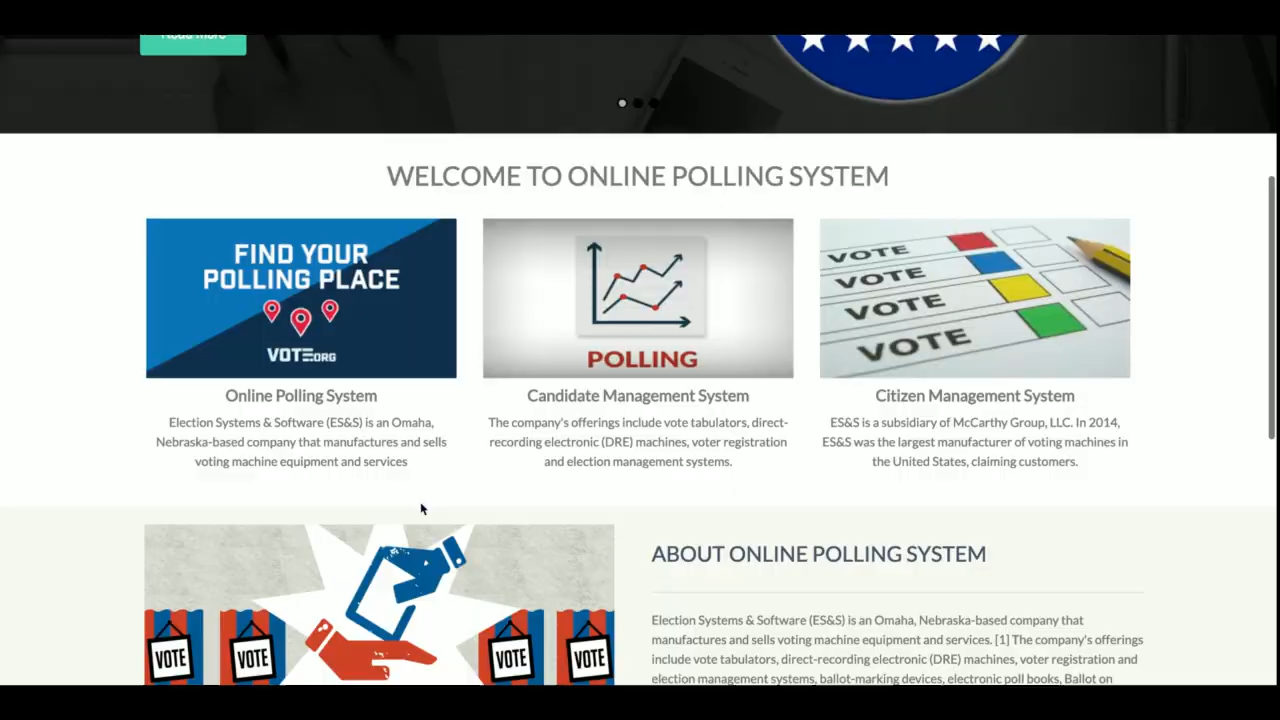 Read more
WELCOME TO ONLINE POLLING SYSTEM
FIND YOUR
POLLING PLACE
VOTE.ORG
POLLING
VOTE
VOTE
VOTE
VOTE
Online Polling System
Election Systems & Software (ES&S) is an Omaha,
Nebraska-based company that manufactures and sells
voting machine equipment and services
Candidate Management System
The company's offerings include vote tabulators, direct-
recording electronic (DRE) machines, voter registration
and election management systems.
Citizen Management System
ES&S is a subsidiary of McCarthy Group, LLC. In 2014,
ES&S was the largest manufacturer of voting machines in
the United States, claiming customers.
VOTE
VOTE
VOTE
VOTE
ABOUT ONLINE POLLING SYSTEM
Election Systems & Software (ES&S) is an Omaha, Nebraska-based company that
manufactures and sells voting machine equipment and services. [1] The company's offerings
include vote tabulators, direct-recording electronic (DRE) machines, voter registration and
election management systems, ballot-marking devices, electronic poll books, Ballot on